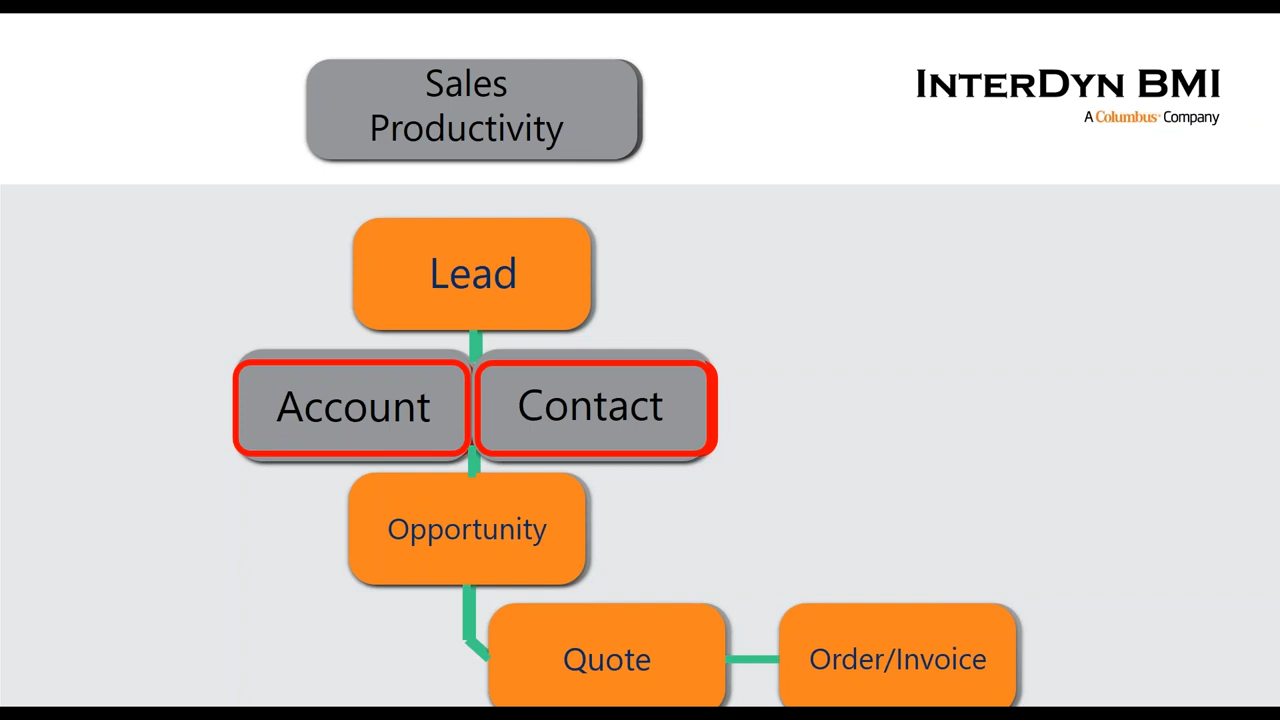 Sales
Productivity
INTERDYN BMI
A Columbus Company
Lead
Account
Contact
Opportunity
Quote
Order/Invoice